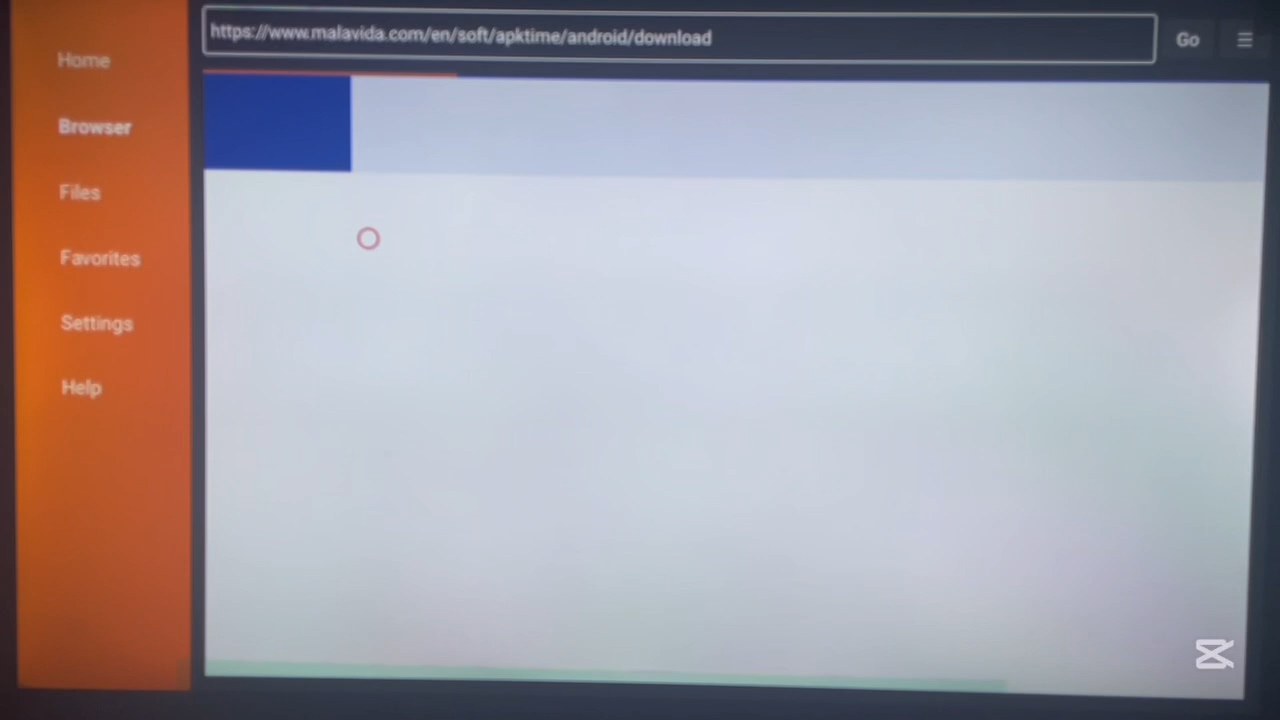 https://www.malavida.com/en/soft/apktime/android/download
Go
Home
Browser
Files
Favorites
Settings
Help